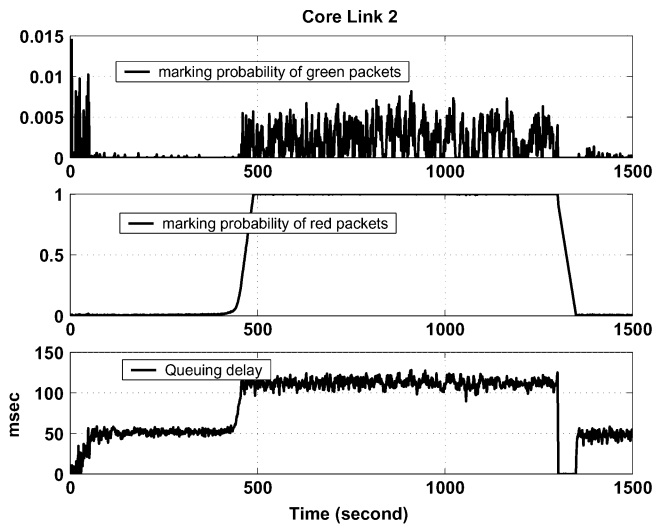 Core Link 2
0.015
0.01
0.005
0
marking probability of green packets
0 500 1000 1500
1
0.5
0
marking probability of red packets
0 500 1000 1500
150
100
50
0
msec
Queuing delay
0 500 1000 1500
Time (second)